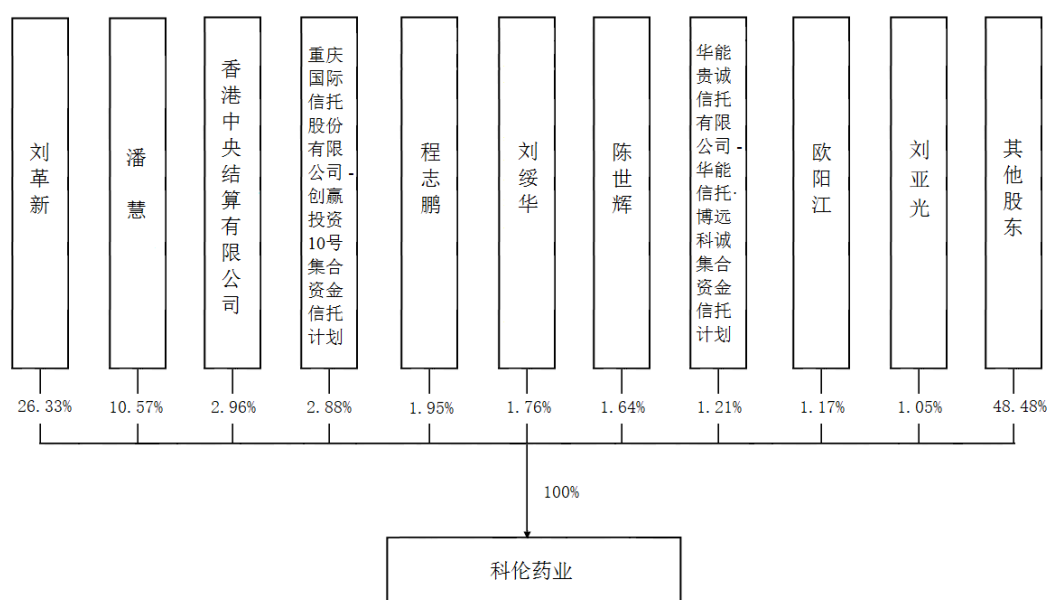 刘革新
潘慧
香港中央结算有限公司
重庆
国际
信托
股份
有限
公司-
创赢
投资
10号
集合
资金
信托
计划
程志鹏
刘绥华
陈世辉
华能
贵诚
信托
有限
公司-
华能
信托·
博远
科诚
集合
资金
信托
计划
欧阳江
刘亚光
其他股东
26.33%
10.57%
2.96%
2.88%
1.95%
1.76%
1.64%
1.21%
1.17%
1.05%
48.48%
100%
科伦药业